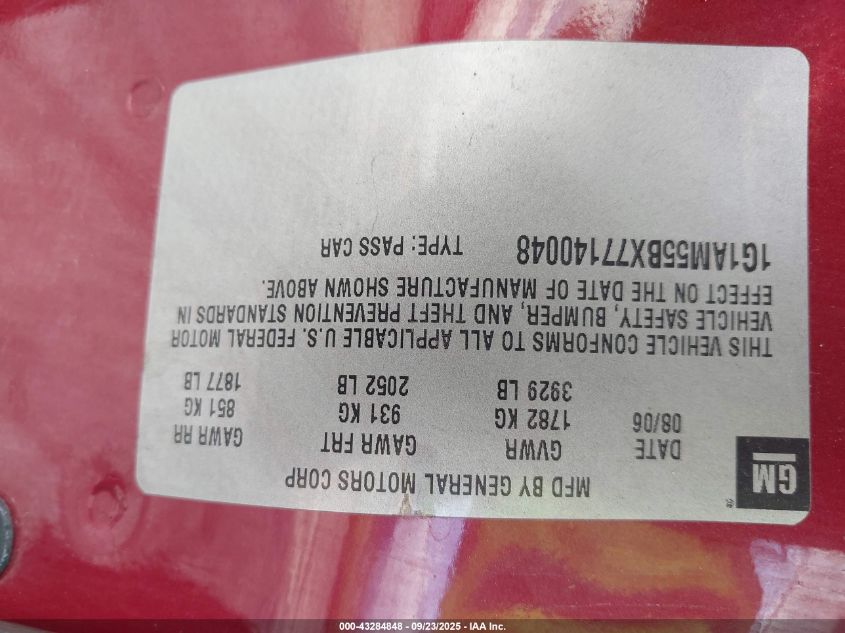 GM
®
MFD BY GENERAL MOTORS CORP
DATE GVWR GAWR FRT GAWR RR
08/06 1782 KG 931 KG 851 KG
3929 LB 2052 LB 1877 LB
THIS VEHICLE CONFORMS TO ALL APPLICABLE U.S. FEDERAL MOTOR
VEHICLE SAFETY, BUMPER, AND THEFT PREVENTION STANDARDS IN
EFFECT ON THE DATE OF MANUFACTURE SHOWN ABOVE.
1G1AM55BX77140048 TYPE: PASS CAR
000-43284848 - 09/23/2025 - IAA Inc.